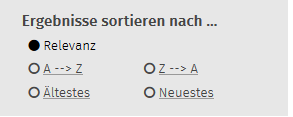 Ergebnisse sortieren nach ...
Relevanz
A --> Z Z --> A
Ältestes Neuestes